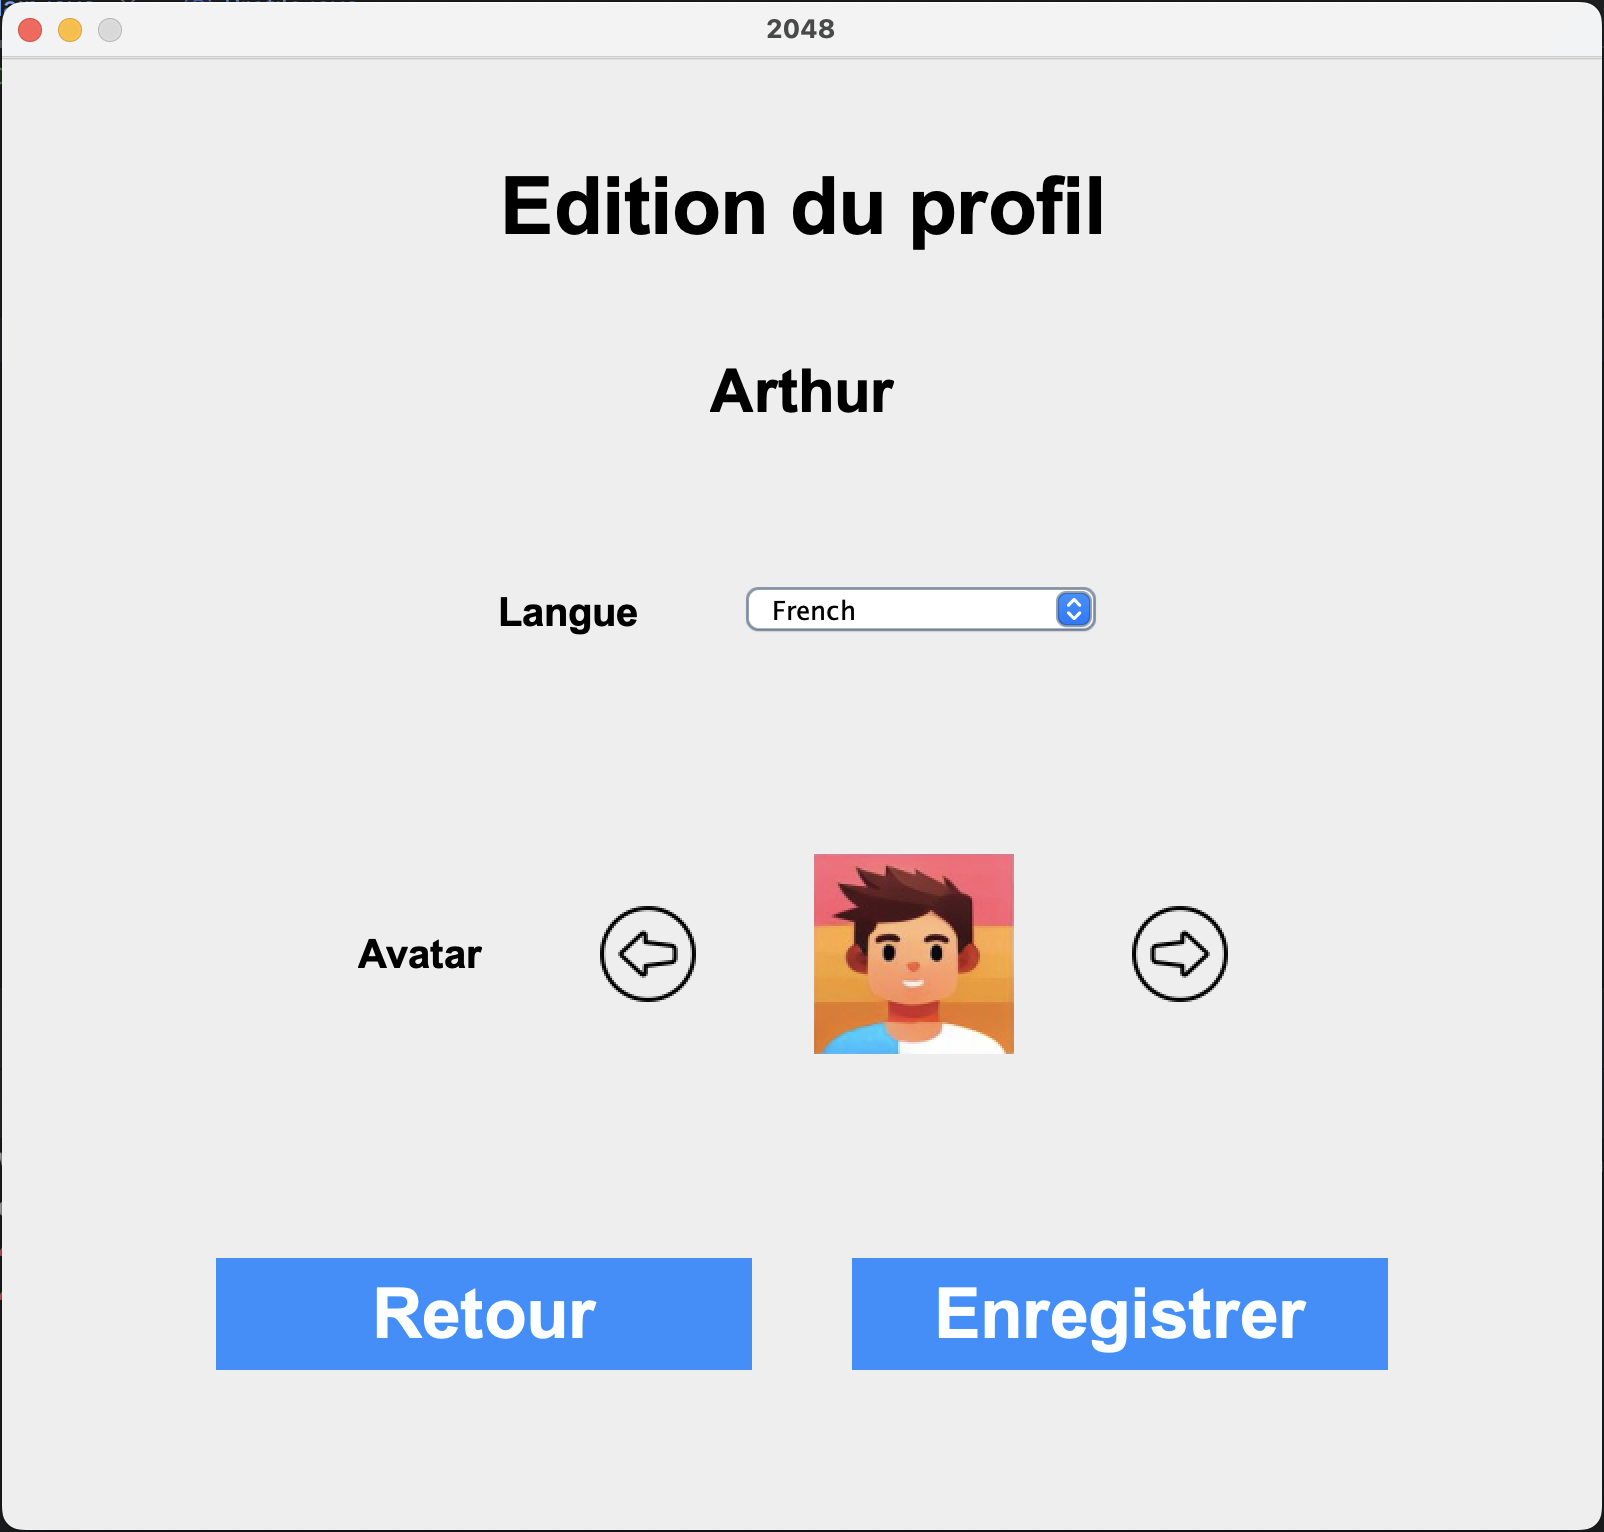 2048
Edition du profil
Arthur
Langue French
Avatar
Retour Enregistrer